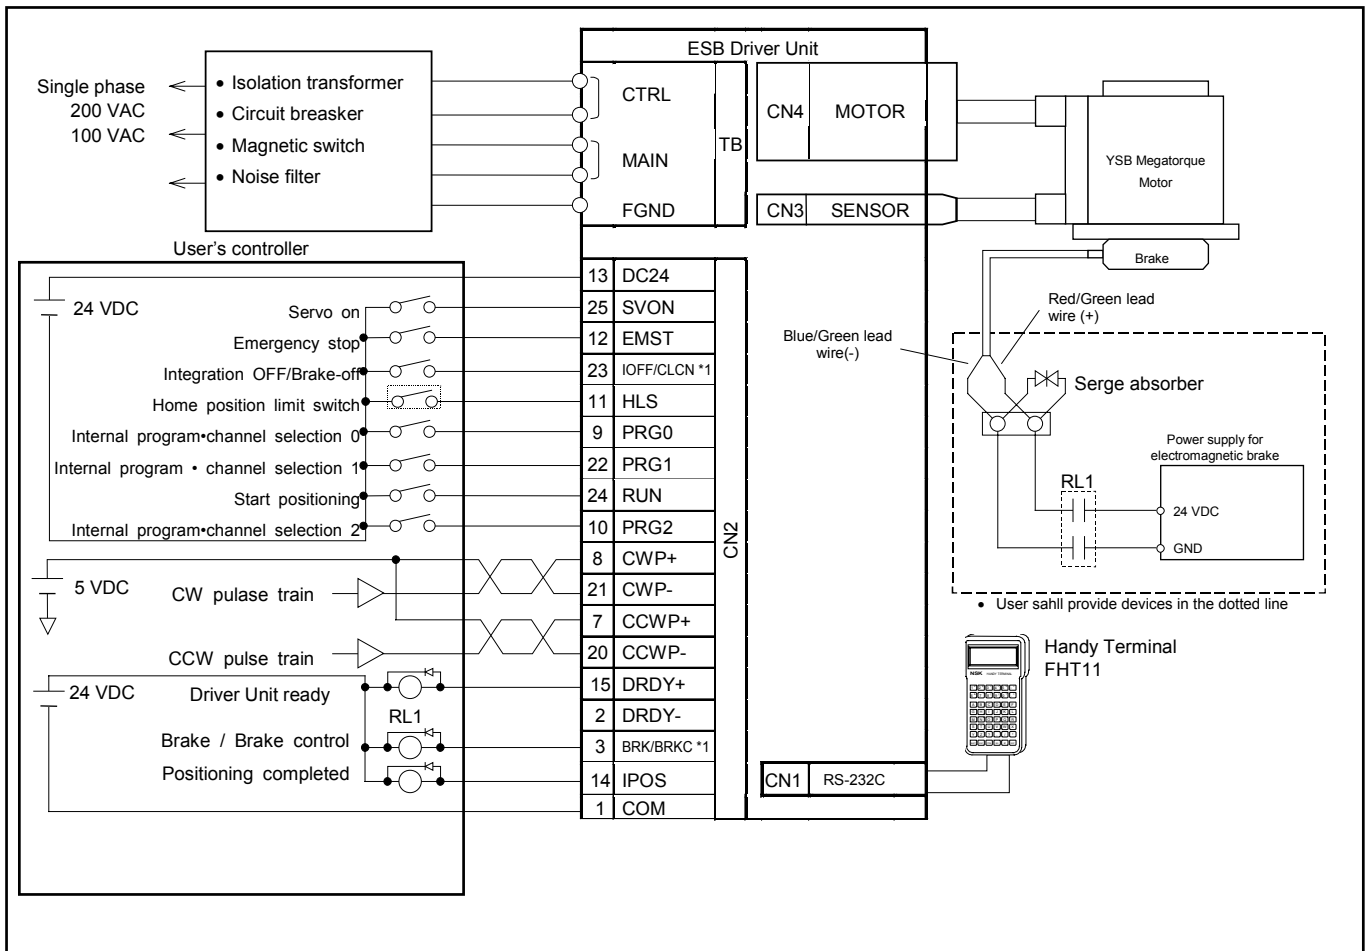 ESB Driver Unit
Single phase
200 VAC
100 VAC
• Isolation transformer
• Circuit breasker
• Magnetic switch
• Noise filter
CTRL
MAIN
FGND
TB
CN4 MOTOR
CN3 SENSOR
YSB Megatorque
Motor
Brake
User's controller
24 VDC
Servo on
Emergency stop
Integration OFF/Brake-off
Home position limit switch
Internal program•channel selection 0
Internal program • channel selection 1
Start positioning
Internal program•channel selection 2
5 VDC
CW pulase train
CCW pulse train
24 VDC
Driver Unit ready
RL1
Brake / Brake control
Positioning completed
13 DC24
25 SVON
12 EMST
23 IOFF/CLCN *1
11 HLS
9 PRG0
22 PRG1
24 RUN
10 PRG2
8 CWP+
21 CWP-
7 CCWP+
20 CCWP-
15 DRDY+
2 DRDY-
3 BRK/BRKC *1
14 IPOS
1 COM
CN2
Red/Green lead
wire (+)
Blue/Green lead
wire(-)
Serge absorber
Power supply for
electromagnetic brake
RL1
24 VDC
GND
• User sahll provide devices in the dotted line
Handy Terminal
FHT11
NSK HANDY TERMINAL
CN1 RS-232C